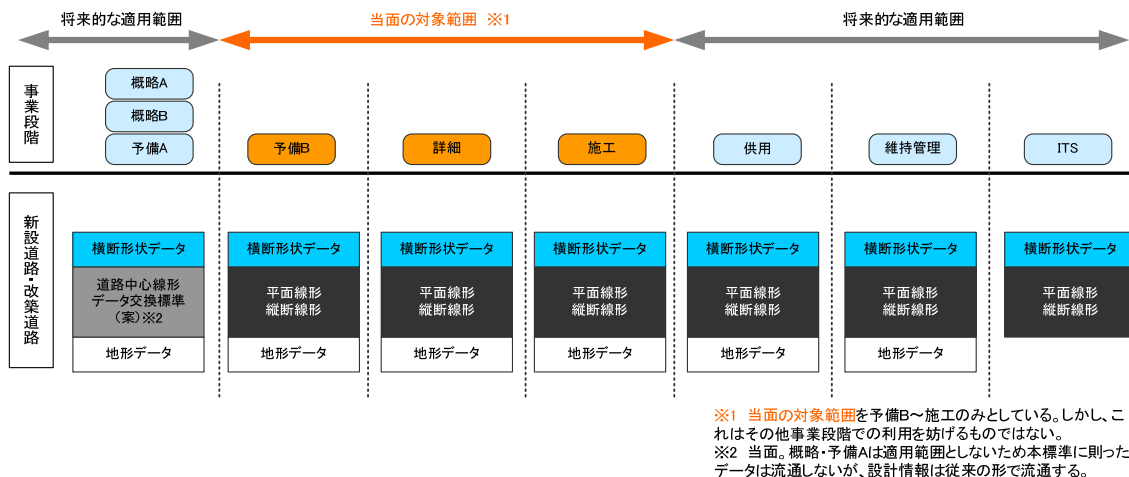 将来的な適用範囲
当面の対象範囲 ※1
将来的な適用範囲
事業段階
概略A
概略B
予備A
予備B
詳細
施工
供用
維持管理
ITS
新設道路・改築道路
横断形状データ
道路中心線形
データ交換標準
(案)※2
地形データ
横断形状データ
平面線形
縦断線形
地形データ
横断形状データ
平面線形
縦断線形
地形データ
横断形状データ
平面線形
縦断線形
地形データ
横断形状データ
平面線形
縦断線形
地形データ
横断形状データ
平面線形
縦断線形
地形データ
横断形状データ
平面線形
縦断線形
※1 当面の対象範囲を予備B～施工のみとしている。しかし、こ
れはその他事業段階での利用を妨げるものではない。
※2 当面。概略・予備Aは適用範囲としないため本標準に則った
データは流通しないが、設計情報は従来の形で流通する。